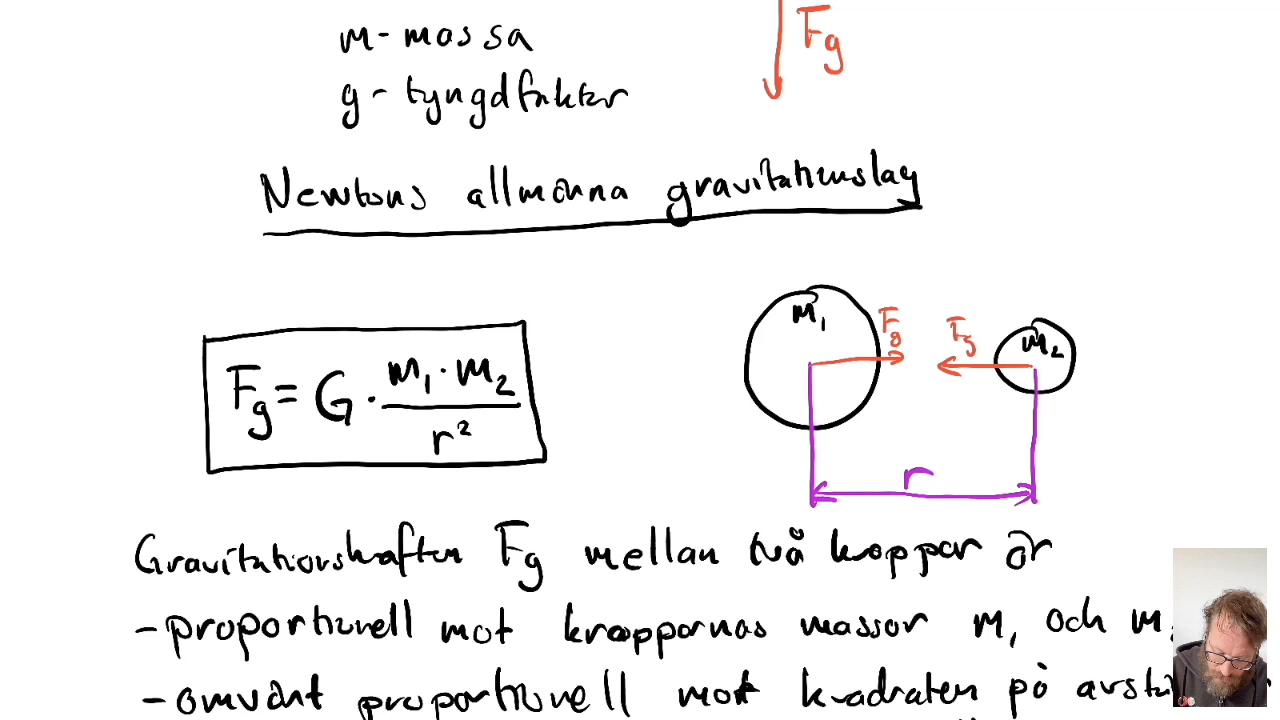 m - massa
g - tyngdfaktor
Fg
Newtons allmänna gravitationslag
Fg = G · m₁ · m₂ / r²
m₁ Fg Fg m₂
r
Gravitationskraften Fg mellan två kroppar är
- proportionell mot kropparnas massor m₁ och m
- omvänt proportionell mot kvadraten på